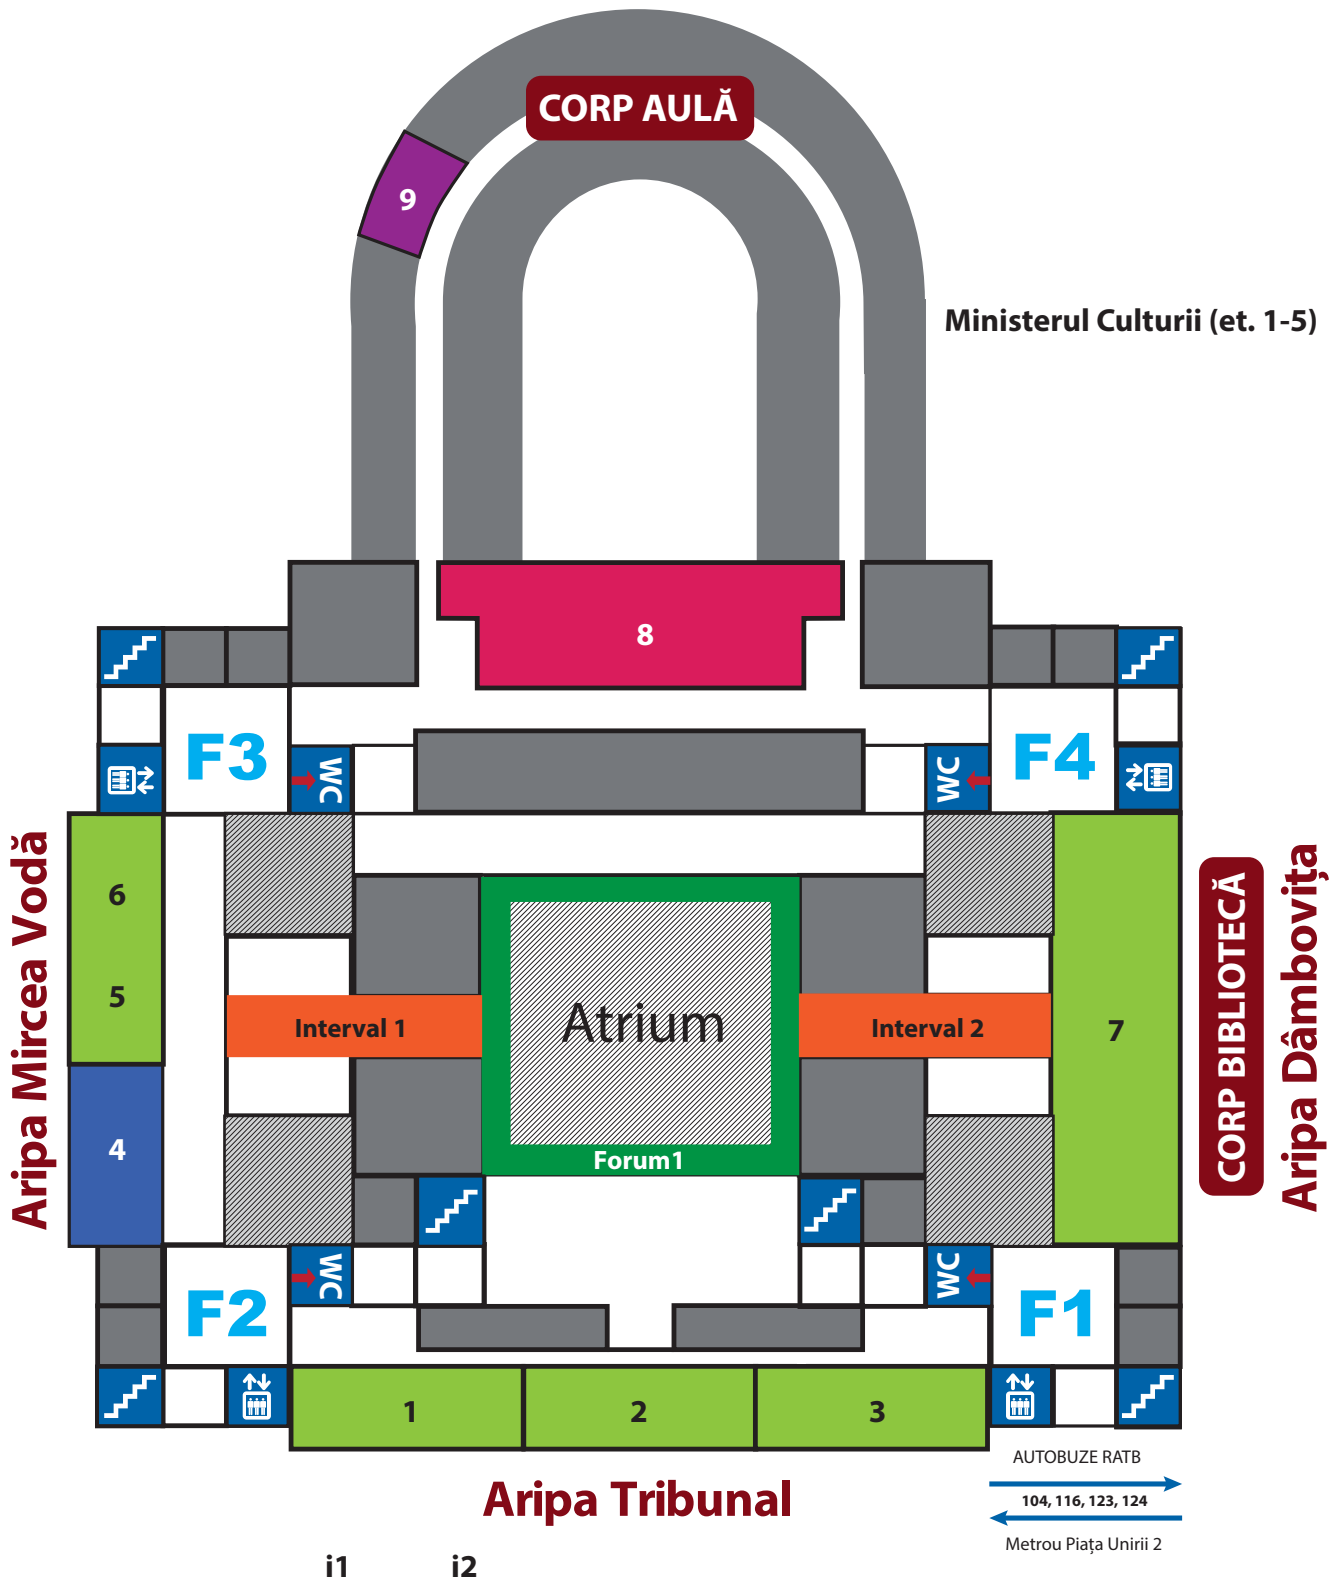 CORP AULĂ
9
Ministerul Culturii (et. 1-5)
8
F3
WC
WC
F4
Aripa Mircea Vodă
6
5
4
Interval 1
Atrium
Forum1
Interval 2
7
CORP BIBLIOTECĂ
Aripa Dâmbovița
F2
WC
WC
F1
1
2
3
Aripa Tribunal
AUTOBUZE RATB
104, 116, 123, 124
Metrou Piața Unirii 2
i1
i2